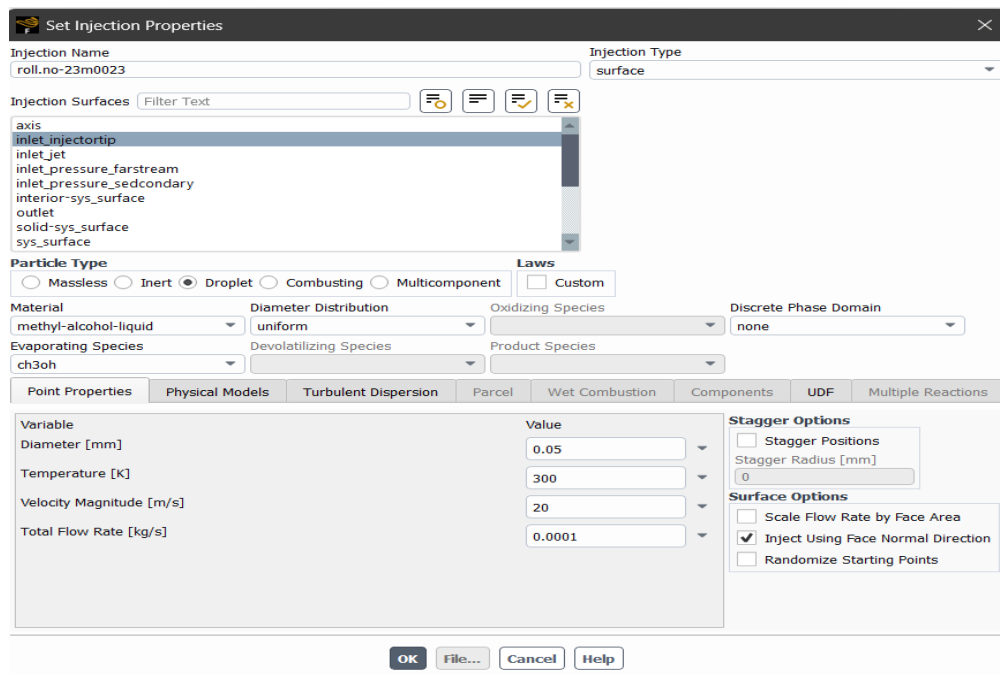 Set Injection Properties
Injection Name
Injection Type
roll.no-23m0023
surface
Injection Surfaces
Filter Text
axis
inlet_injectortip
inlet_jet
inlet_pressure_farstream
inlet_pressure_sedcondary
interior-sys_surface
outlet
solid-sys_surface
sys_surface
Particle Type
Laws
Massless
Inert
Droplet
Combusting
Multicomponent
Custom
Material
Diameter Distribution
Oxidizing Species
Discrete Phase Domain
methyl-alcohol-liquid
uniform
none
Evaporating Species
Devolatilizing Species
Product Species
ch3oh
Point Properties
Physical Models
Turbulent Dispersion
Parcel
Wet Combustion
Components
UDF
Multiple Reactions
Variable
Value
Diameter [mm]
0.05
Temperature [K]
300
Velocity Magnitude [m/s]
20
Total Flow Rate [kg/s]
0.0001
Stagger Options
Stagger Positions
Stagger Radius [mm]
0
Surface Options
Scale Flow Rate by Face Area
Inject Using Face Normal Direction
Randomize Starting Points
OK
File...
Cancel
Help